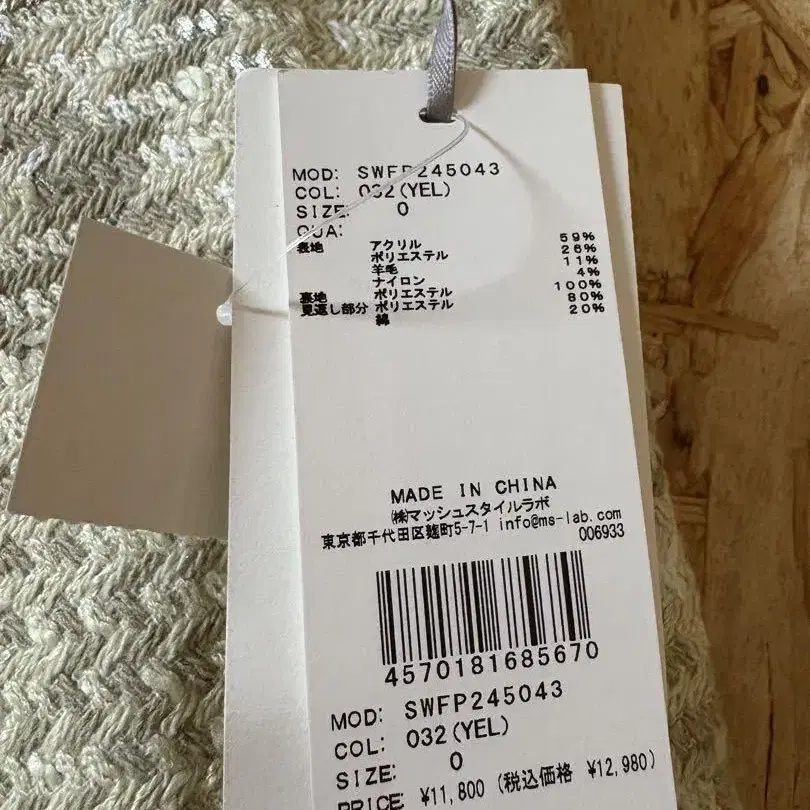 MOD: SWFP245043
COL: 032(YEL)
SIZE: 0
QUA:
表地 アクリル 59%
ポリエステル 26%
羊毛 11%
ナイロン 4%
裏地 ポリエステル 100%
見返し部分 ポリエステル 80%
綿 20%
MADE IN CHINA
㈱マッシュスタイルラボ
東京都千代田区麹町5-7-1 info@ms-lab.com
006933
4570181685670
MOD: SWFP245043
COL: 032(YEL)
SIZE: 0
PRICE: ¥11,800 (税込価格 ¥12,980)